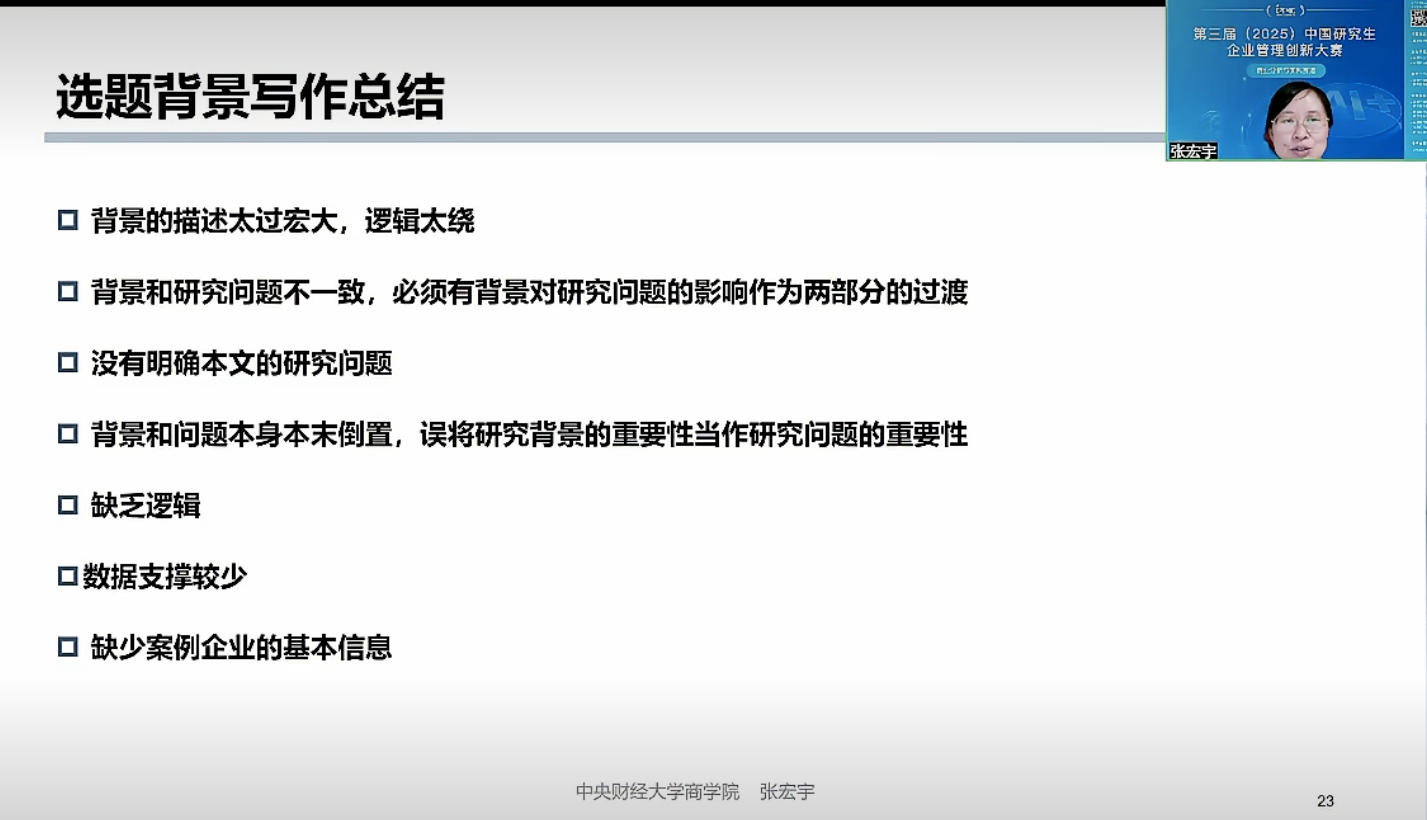 第三届（2025）中国研究生
企业管理创新大赛
张宏宇
选题背景写作总结
背景的描述太过宏大，逻辑太绕
背景和研究问题不一致，必须有背景对研究问题的影响作为两部分的过渡
没有明确本文的研究问题
背景和问题本身本末倒置，误将研究背景的重要性当作研究问题的重要性
缺乏逻辑
数据支撑较少
缺少案例企业的基本信息
中央财经大学商学院 张宏宇
23